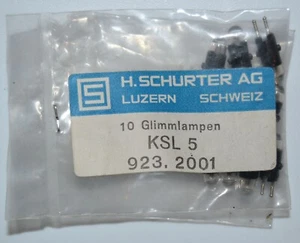 H. SCHURTER AG
LUZERN SCHWEIZ
10 Glimmlampen
KSL 5
923.2001